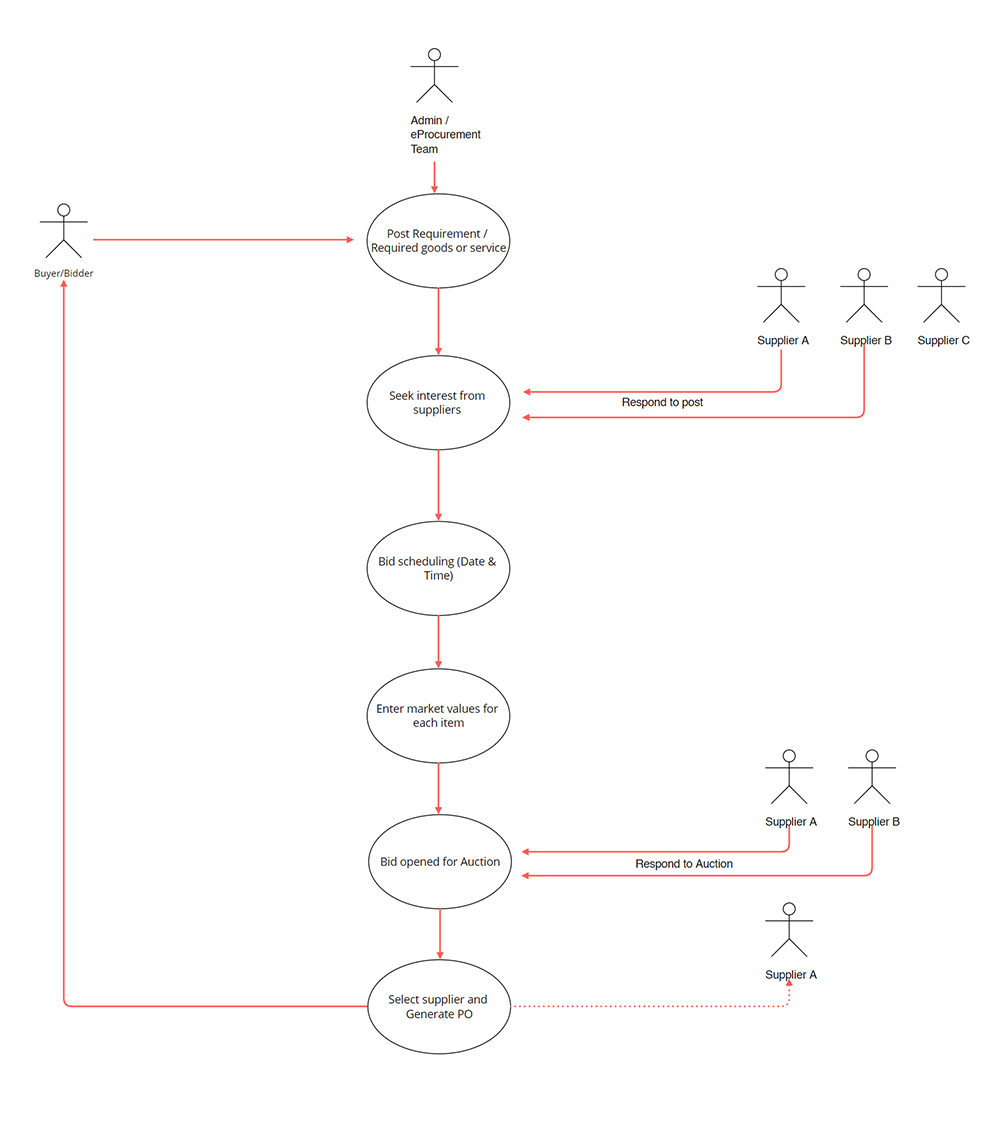 Admin /
eProcurement
Team
Post Requirement /
Required goods or service
Buyer/Bidder
Supplier A
Supplier B
Supplier C
Seek interest from
suppliers
Respond to post
Bid scheduling (Date &
Time)
Enter market values for
each item
Supplier A
Supplier B
Bid opened for Auction
Respond to Auction
Supplier A
Select supplier and
Generate PO